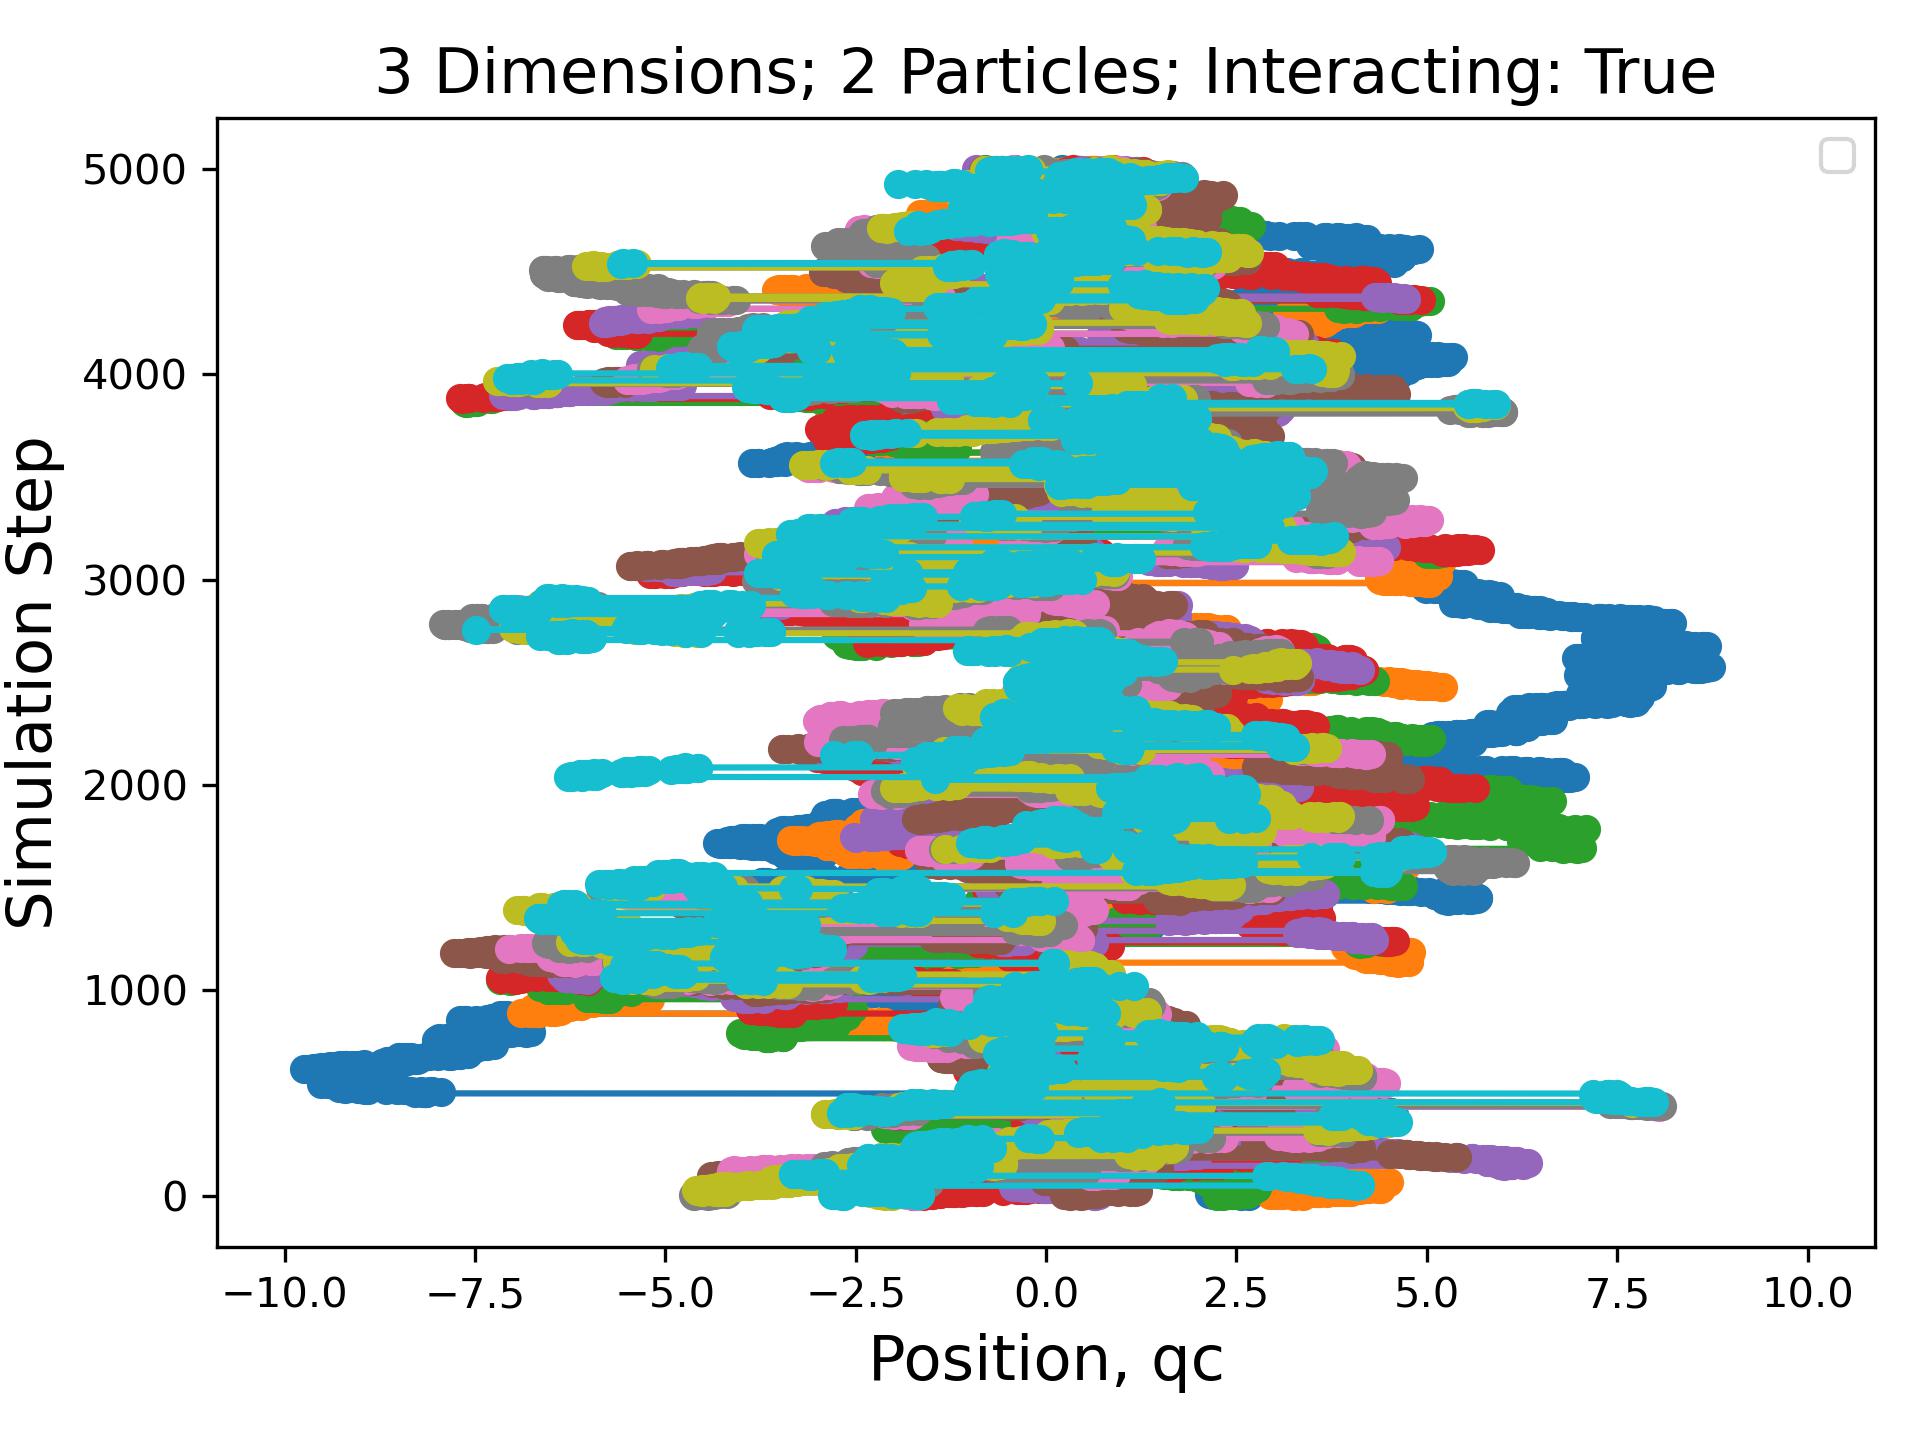 3 Dimensions; 2 Particles; Interacting: True
Simulation Step
5000
4000
3000
2000
1000
0
−10.0 −7.5 −5.0 −2.5 0.0 2.5 5.0 7.5 10.0
Position, qc